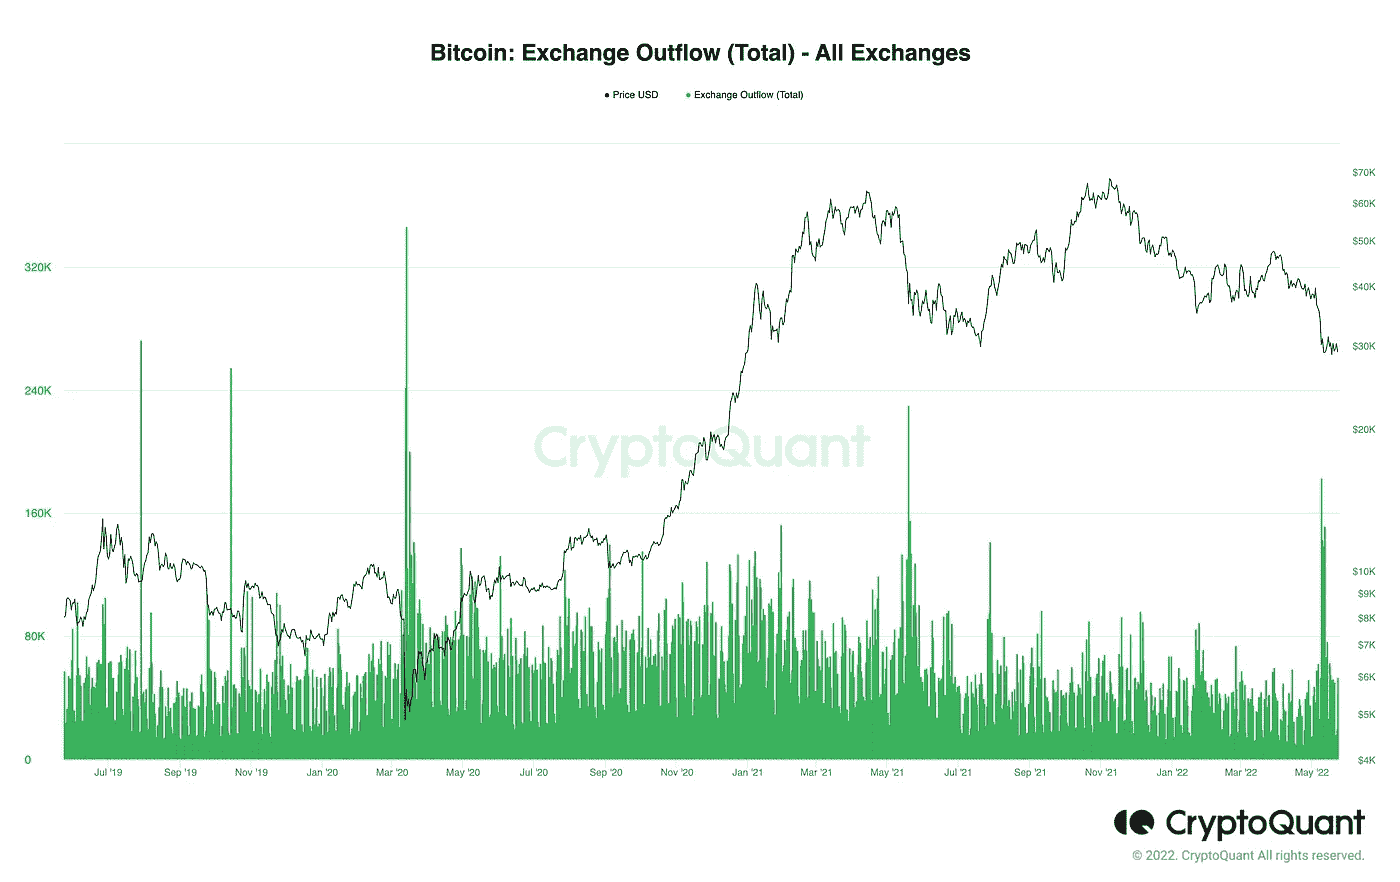 Bitcoin: Exchange Outflow (Total) - All Exchanges
Price USD Exchange Outflow (Total)
320K
240K
160K
80K
0
$70K
$60K
$50K
$40K
$30K
$20K
$10K
$9K
$8K
$7K
$6K
$5K
$4K
CryptoQuant
Jul '19 Sep '19 Nov '19 Jan '20 Mar '20 May '20 Jul '20 Sep '20 Nov '20 Jan '21 Mar '21 May '21 Jul '21 Sep '21 Nov '21 Jan '22 Mar '22 May '22
CryptoQuant
© 2022. CryptoQuant All rights reserved.